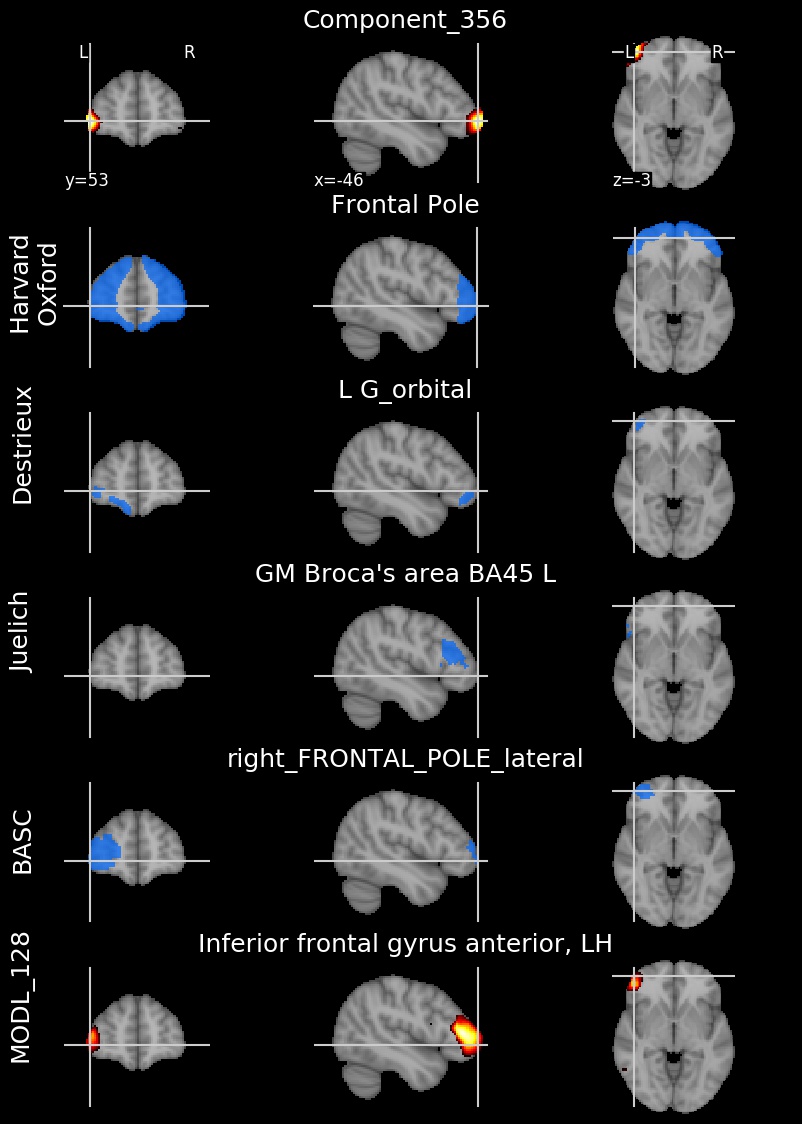 Component_356
L
R
L
R
y=53
x=-46
z=-3
Frontal Pole
Harvard
Oxford
L G_orbital
Destrieux
GM Broca's area BA45 L
Juelich
right_FRONTAL_POLE_lateral
BASC
Inferior frontal gyrus anterior, LH
MODL_128